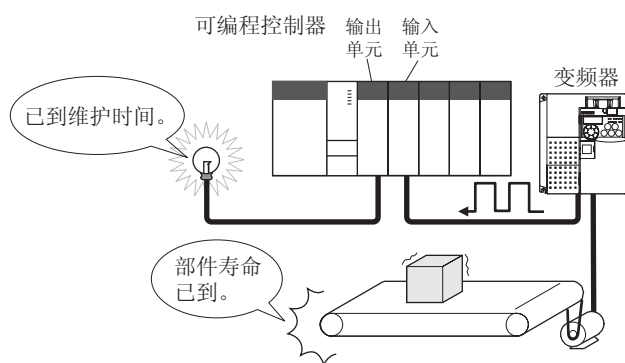 可编程控制器
输出
单元
输入
单元
变频器
已到维护时间。
部件寿命
已到。